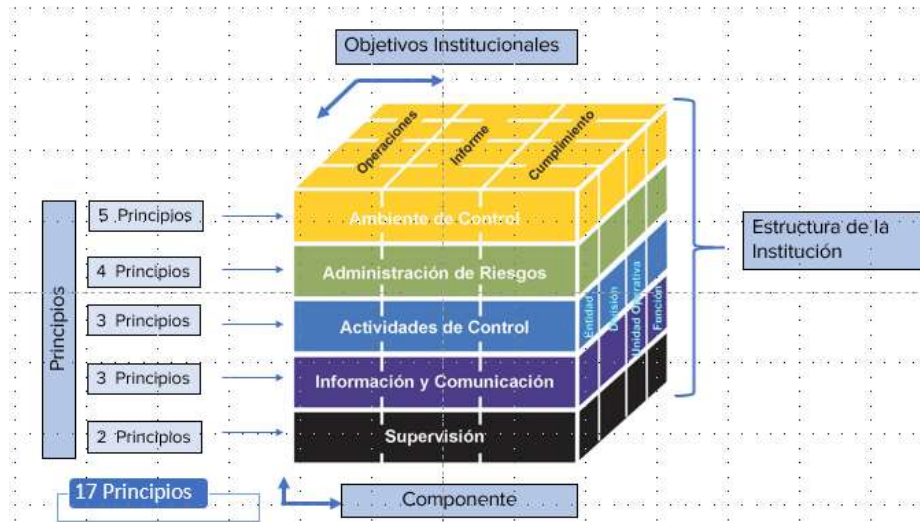 Objetivos Institucionales
Operaciones
Informe
Cumplimiento
5 Principios
Ambiente de Control
4 Principios
Administración de Riesgos
3 Principios
Actividades de Control
3 Principios
Información y Comunicación
2 Principios
Supervisión
Principios
Entidad
División
Unidad Operativa
Función
Estructura de la
Institución
17 Principios
Componente